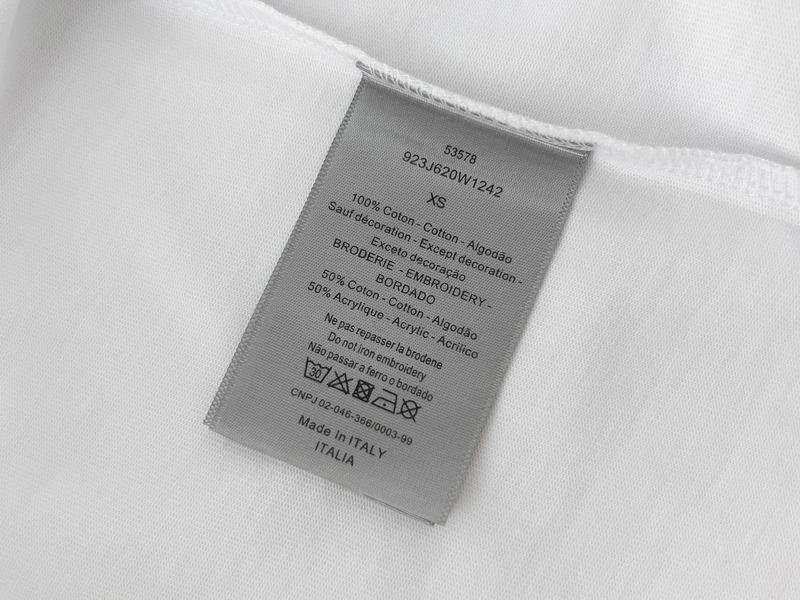 53578
923J620W1242
XS
100% Coton - Cotton - Algodão
Sauf décoration - Except decoration -
Exceto decoração
BRODERIE - EMBROIDERY -
BORDADO
50% Coton - Cotton - Algodão
50% Acrylique - Acrylic - Acrilico
Ne pas repasser la brodene
Do not iron embroidery
Não passar a ferro o bordado
30
CNPJ 02-046-366/0003-99
Made in ITALY
ITALIA